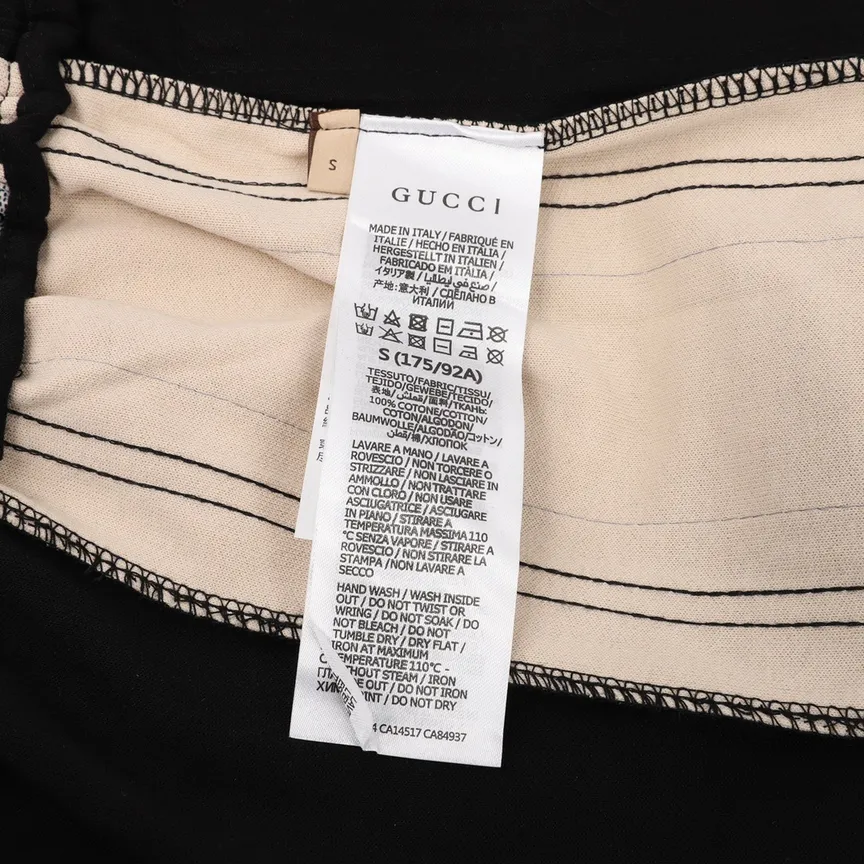 S
GUCCI
MADE IN ITALY / FABRIQUÉ EN
ITALIE / HECHO EN ITALIA /
HERGESTELLT IN ITALIEN /
FABRICADO EM ITÁLIA /
イタリア製 / صنع في ايطاليا /
产地: 意大利 / СДЕЛАНО В
ИТАЛИИ
S (175/92A)
TESSUTO/FABRIC/TISSU/
TEJIDO/GEWEBE/TECIDO/
表地/قماش/面料/ТКАНЬ:
100% COTONE/COTTON/
COTON/ALGODON/
BAUMWOLLE/ALGODÃO/コットン/
قطن/棉/ХЛОПОК
LAVARE A MANO / LAVARE A
ROVESCIO / NON TORCERE O
STRIZZARE / NON LASCIARE IN
AMMOLLO / NON TRATTARE
CON CLORO / NON USARE
ASCIUGATRICE / ASCIUGARE
IN PIANO / STIRARE A
TEMPERATURA MASSIMA 110
°C SENZA VAPORE / STIRARE A
ROVESCIO / NON STIRARE LA
STAMPA / NON LAVARE A
SECCO
HAND WASH / WASH INSIDE
OUT / DO NOT TWIST OR
WRING / DO NOT SOAK / DO
NOT BLEACH / DO NOT
TUMBLE DRY / DRY FLAT /
IRON AT MAXIMUM
TEMPERATURE 110°C -
THOUT STEAM / IRON
E OUT / DO NOT IRON
INT / DO NOT DRY
4 CA14517 CA84937